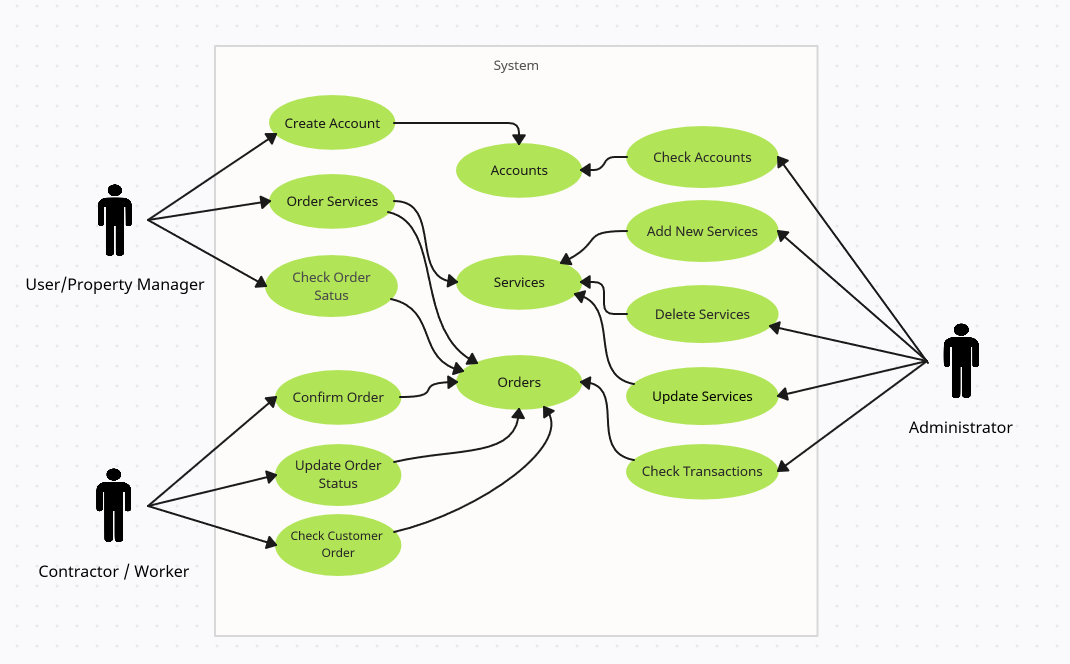 System
Create Account
Accounts
Check Accounts
Order Services
Add New Services
User/Property Manager
Check Order
Satus
Services
Delete Services
Confirm Order
Orders
Update Services
Administrator
Update Order
Status
Check Transactions
Check Customer
Order
Contractor / Worker